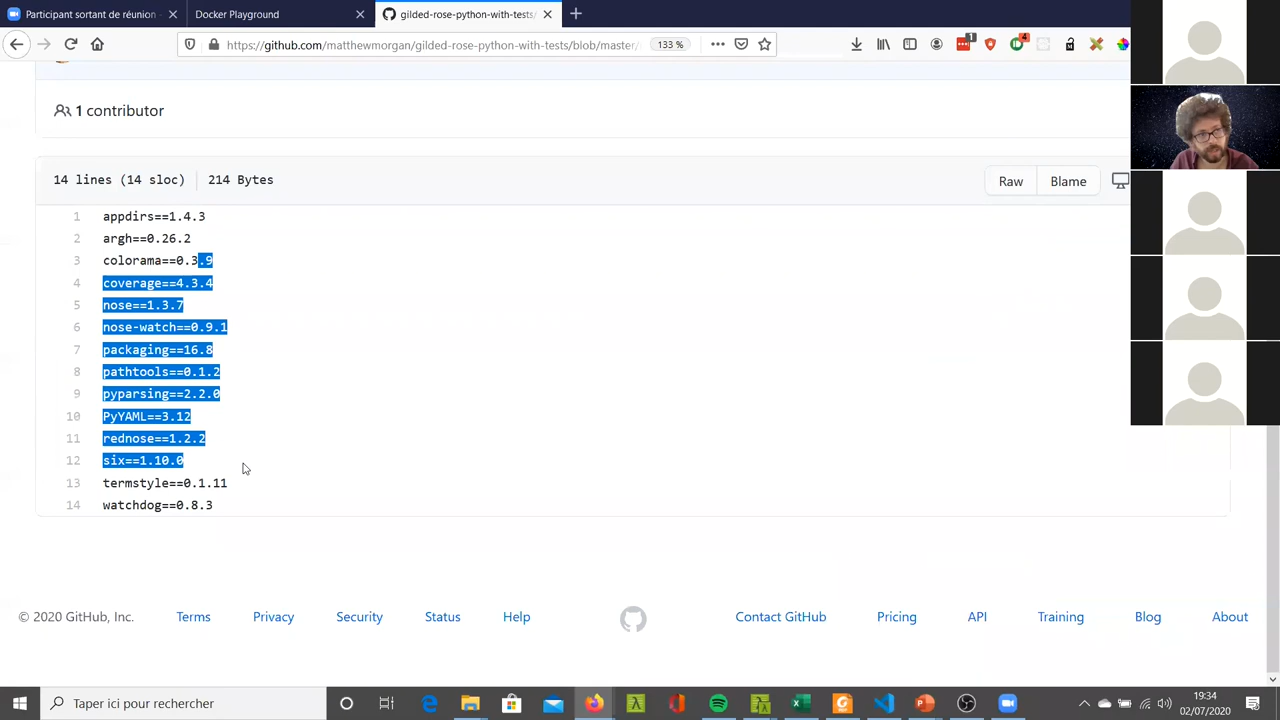 Participant sortant de réunion -
Docker Playground
gilded-rose-python-with-tests/
https://github.com/matthewmorgan/gilded-rose-python-with-tests/blob/master/
133 %
1
4
1 contributor
14 lines (14 sloc)
214 Bytes
Raw
Blame
1 appdirs==1.4.3
2 argh==0.26.2
3 colorama==0.3.9
4 coverage==4.3.4
5 nose==1.3.7
6 nose-watch==0.9.1
7 packaging==16.8
8 pathtools==0.1.2
9 pyparsing==2.2.0
10 PyYAML==3.12
11 rednose==1.2.2
12 six==1.10.0
13 termstyle==0.1.11
14 watchdog==0.8.3
© 2020 GitHub, Inc.
Terms
Privacy
Security
Status
Help
Contact GitHub
Pricing
API
Training
Blog
About
Taper ici pour rechercher
19:34
02/07/2020